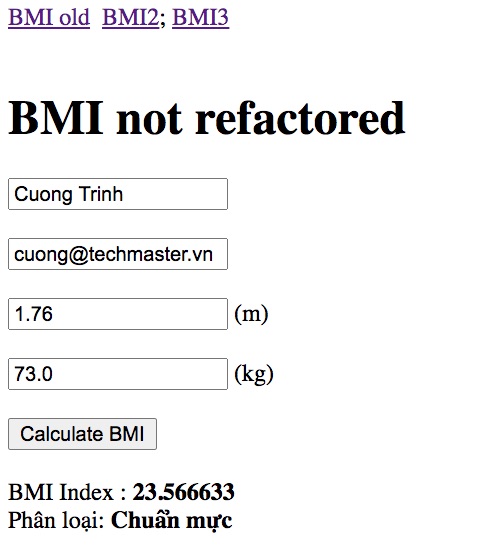 BMI old BMI2; BMI3
BMI not refactored
Cuong Trinh
cuong@techmaster.vn
1.76 (m)
73.0 (kg)
Calculate BMI
BMI Index : 23.566633
Phân loại: Chuẩn mực